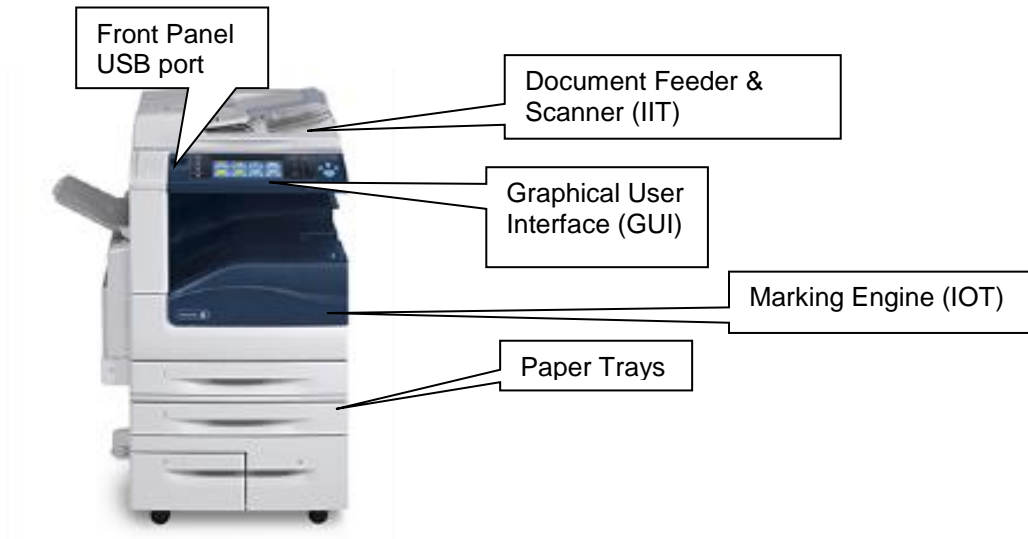 Front Panel
USB port
Document Feeder &
Scanner (IIT)
Graphical User
Interface (GUI)
Marking Engine (IOT)
Paper Trays